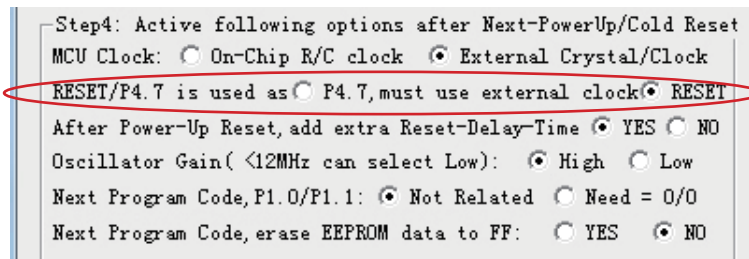 Step4: Active following options after Next-PowerUp/Cold Reset
MCU Clock: On-Chip R/C clock External Crystal/Clock
RESET/P4.7 is used as P4.7,must use external clock RESET
After Power-Up Reset,add extra Reset-Delay-Time YES NO
Oscillator Gain( <12MHz can select Low): High Low
Next Program Code,P1.0/P1.1: Not Related Need = 0/0
Next Program Code,erase EEPROM data to FF: YES NO